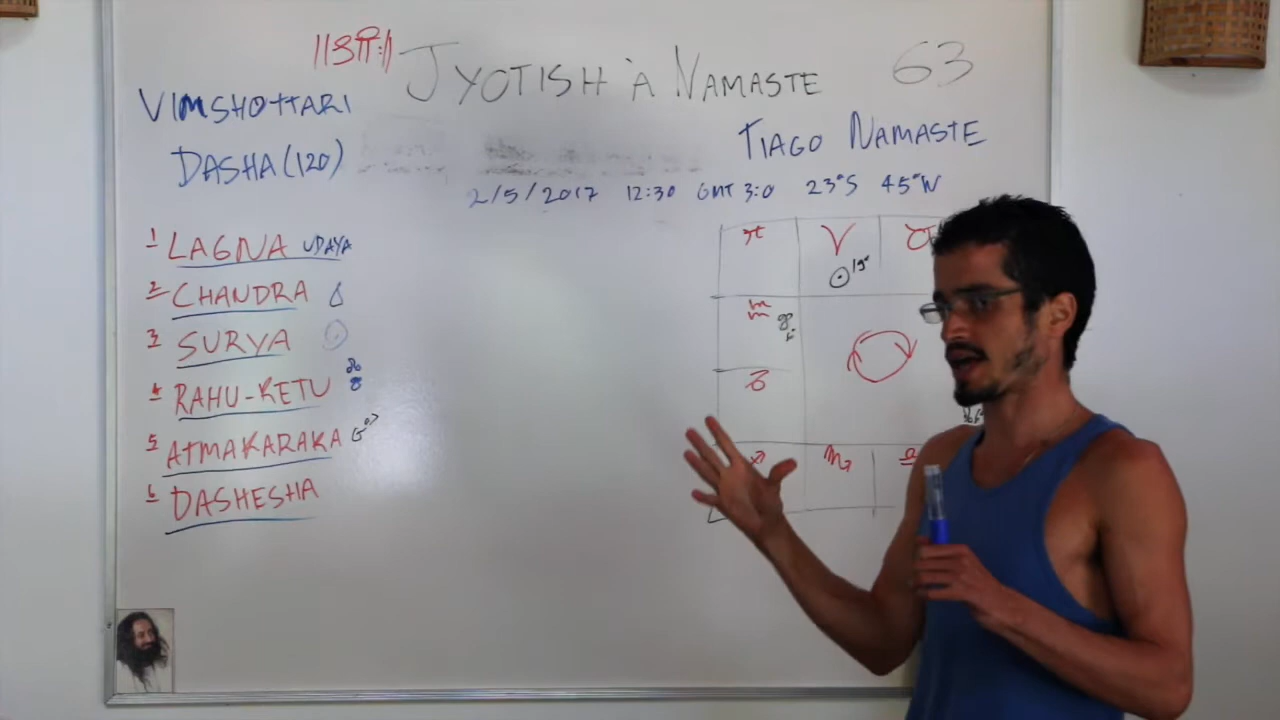 JYOTISH À NAMASTE 63
VIMSHOTTARI
DASHA (120)
TIAGO NAMASTE
2/5/2017 12:30 GMT 3:0 23°S 45°W
1 LAGNA UDAYA
2 CHANDRA
3 SURYA
4 RAHU-KETU
5 ATMAKARAKA
6 DASHESHA
♈ ♉
☉ 19°
♏ ♎